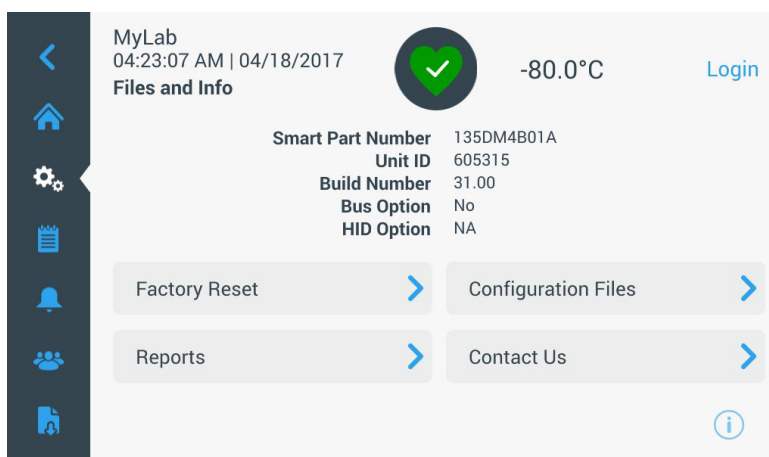 MyLab
04:23:07 AM | 04/18/2017
Files and Info
-80.0°C
Login
Smart Part Number 135DM4B01A
Unit ID 605315
Build Number 31.00
Bus Option No
HID Option NA
Factory Reset
Configuration Files
Reports
Contact Us